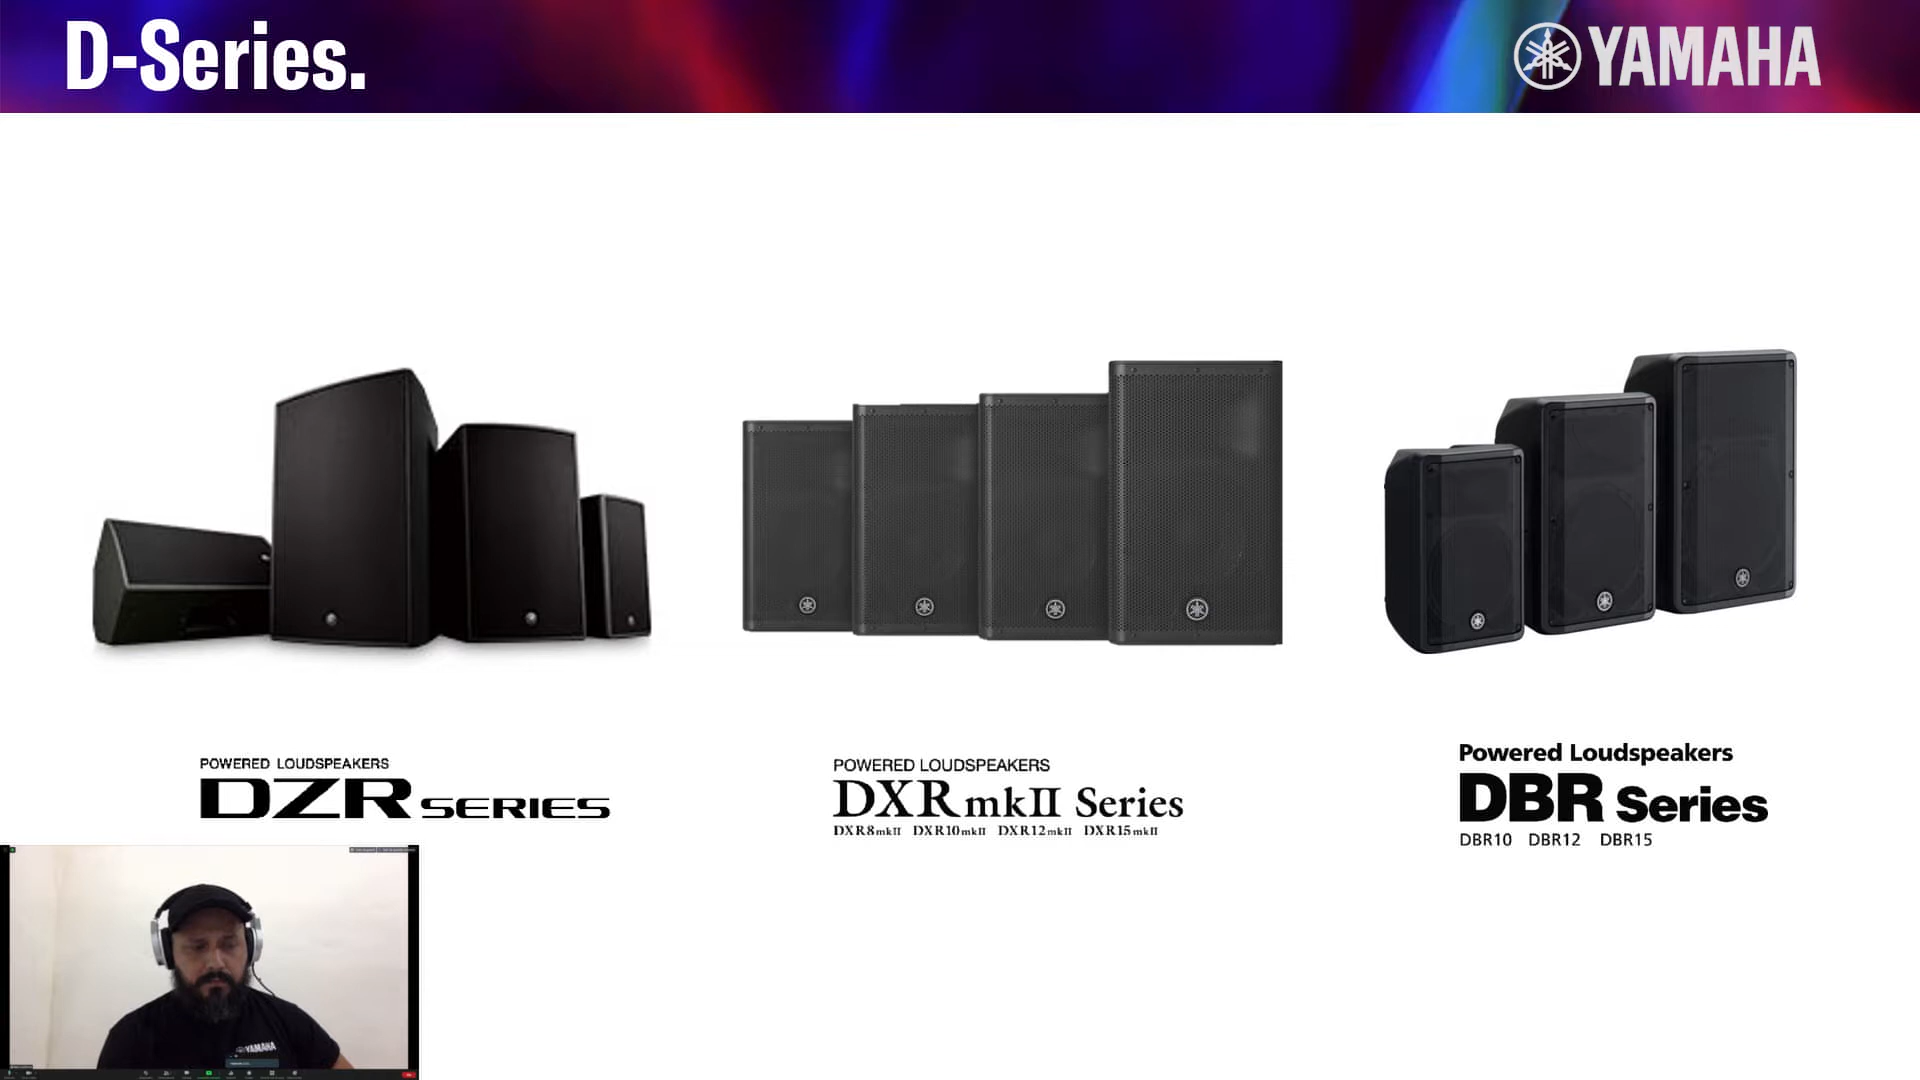 D-Series.
YAMAHA
POWERED LOUDSPEAKERS
DZR SERIES
POWERED LOUDSPEAKERS
DXR mkII Series
DXR8mkII DXR10mkII DXR12mkII DXR15mkII
Powered Loudspeakers
DBR Series
DBR10 DBR12 DBR15
YAMAHA